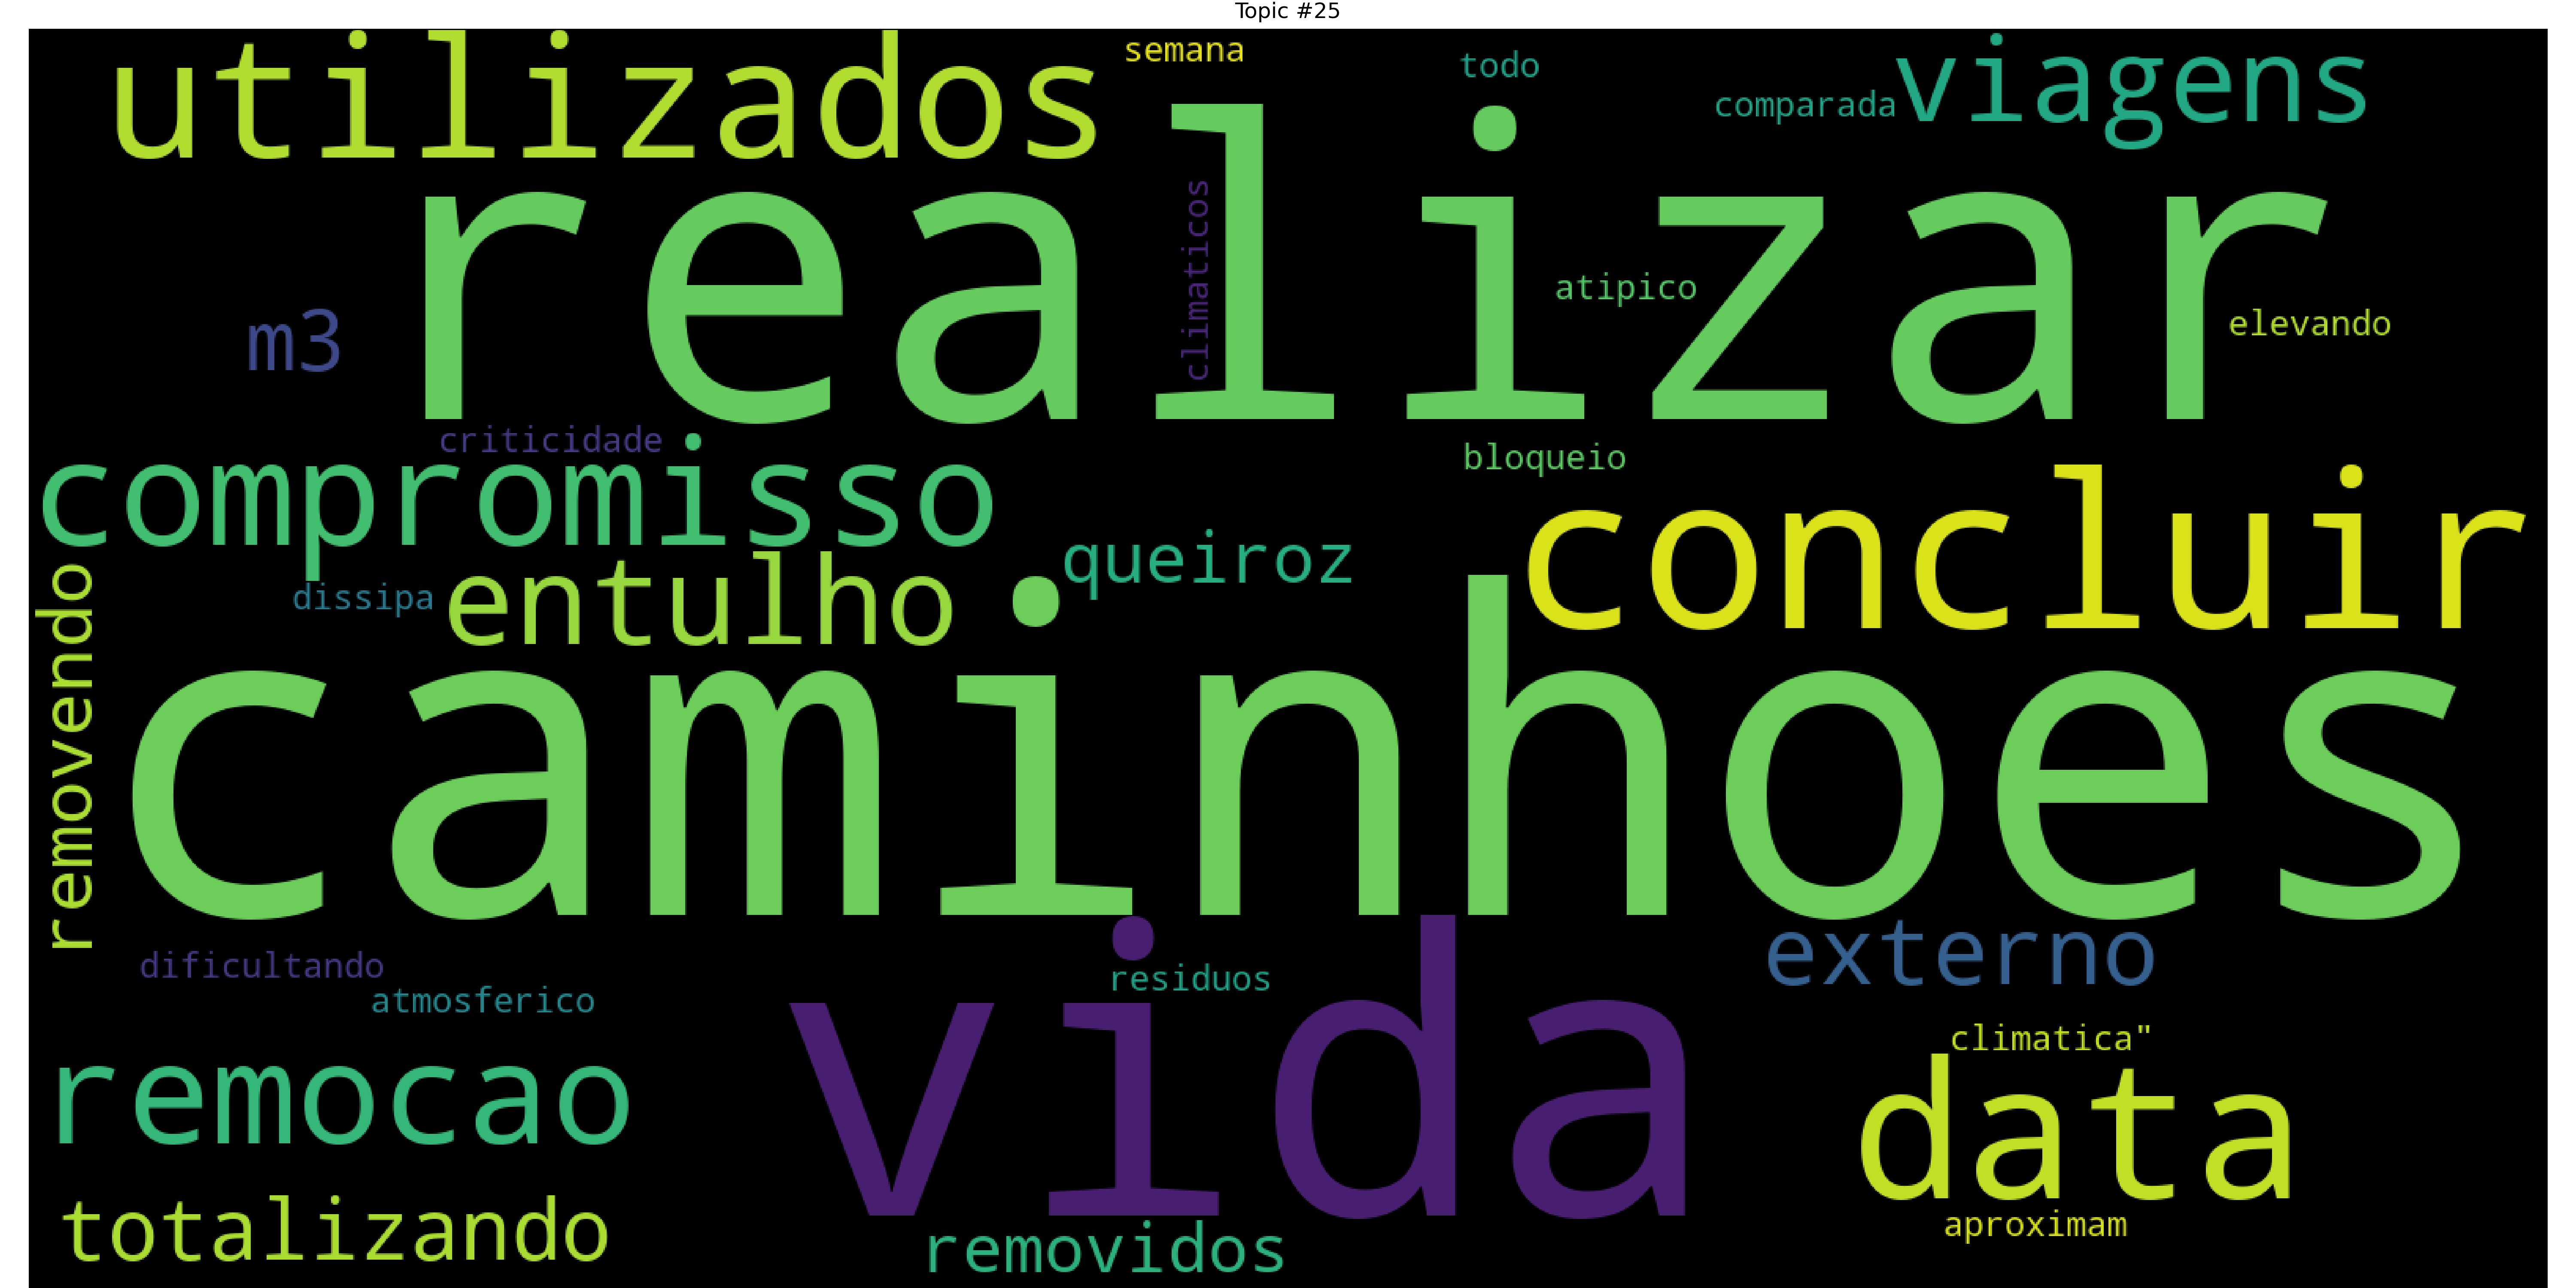 Topic #25
utilizados
semana
todo
comparada
viagens
realizar
climaticos
atipico
m3
elevando
criticidade
compromisso
bloqueio
concluir
queiroz
dissipa
entulho
removendo
caminhoes
dificultando
atmosferico
residuos
externo
vida
climatica"
remocao
data
totalizando
removidos
aproximam